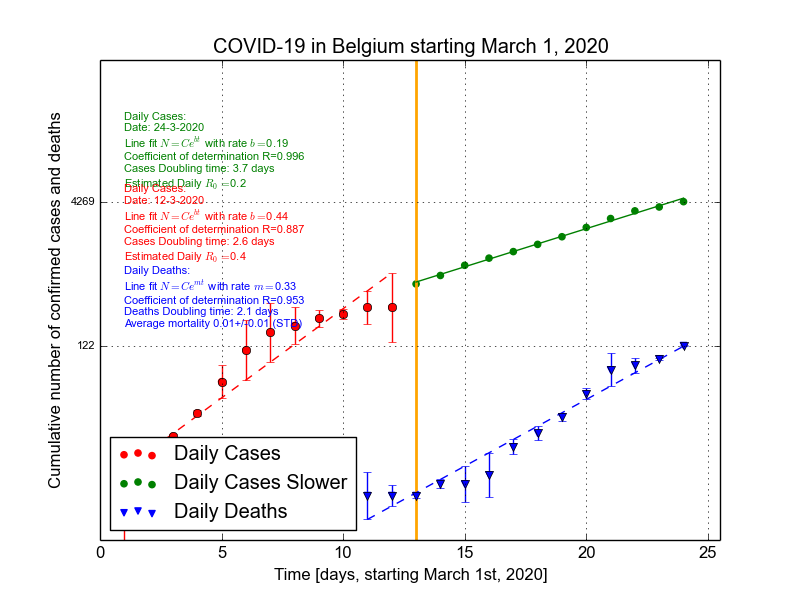 COVID-19 in Belgium starting March 1, 2020
Cumulative number of confirmed cases and deaths
Daily Cases:
Date: 24-3-2020
Line fit N = Ce^{bt} with rate b = 0.19
Coefficient of determination R=0.996
Cases Doubling time: 3.7 days
Estimated Daily R_0 = 0.2
Daily Cases:
Date: 12-3-2020
Line fit N = Ce^{bt} with rate b = 0.44
Coefficient of determination R=0.887
Cases Doubling time: 2.6 days
Estimated Daily R_0 = 0.4
Daily Deaths:
Line fit N = Ce^{mt} with rate m = 0.33
Coefficient of determination R=0.953
Deaths Doubling time: 2.1 days
Average mortality 0.01+/-0.01 (STD)
4269
122
Daily Cases
Daily Cases Slower
Daily Deaths
0 5 10 15 20 25
Time [days, starting March 1st, 2020]